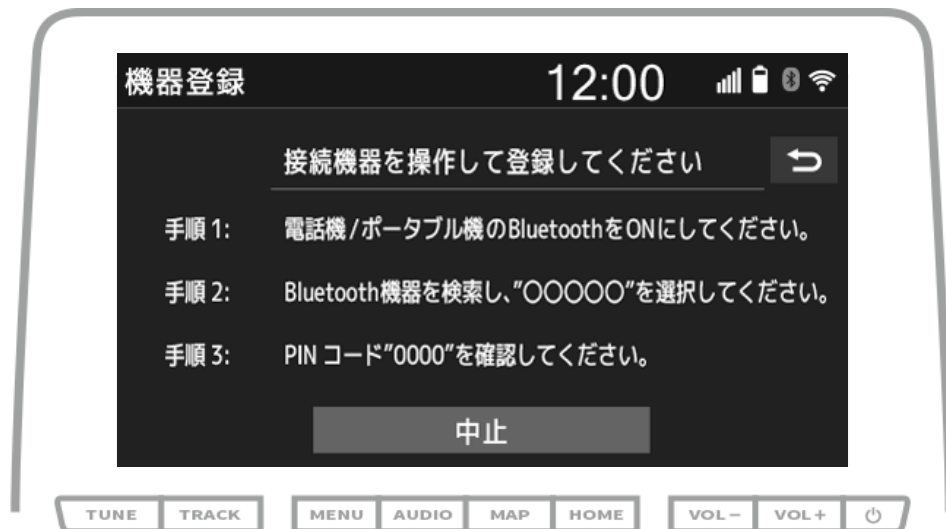 機器登録 12:00
接続機器を操作して登録してください
手順 1: 電話機/ポータブル機のBluetoothをONにしてください。
手順 2: Bluetooth機器を検索し、"〇〇〇〇〇"を選択してください。
手順 3: PIN コード"0000"を確認してください。
中止
TUNE TRACK MENU AUDIO MAP HOME VOL− VOL+